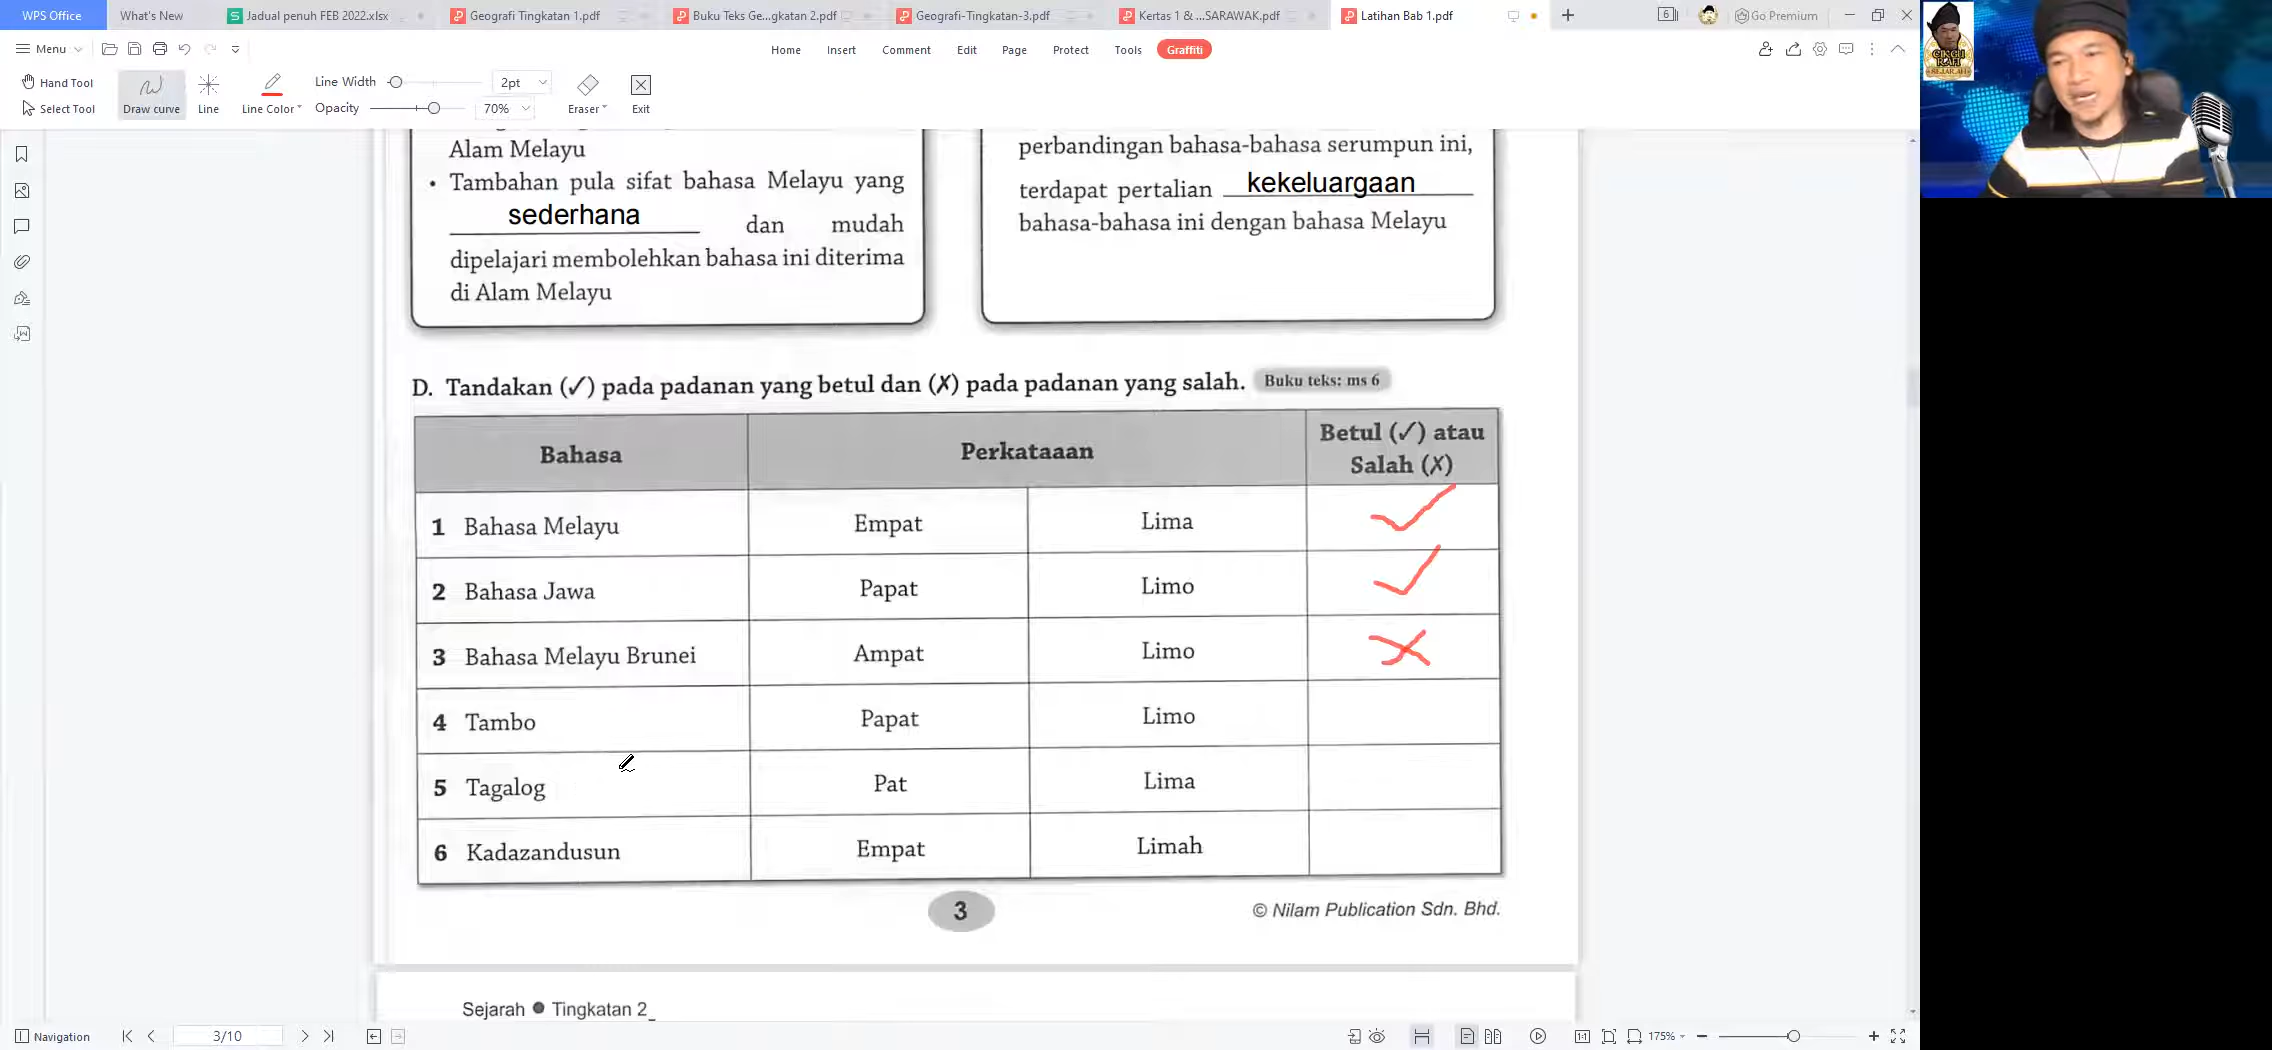 WPS Office What's New Jadual penuh FEB 2022.xlsx Geografi Tingkatan 1.pdf Buku Teks Ge...gkatan 2.pdf Geografi-Tingkatan-3.pdf Kertas 1 & ...SARAWAK.pdf Latihan Bab 1.pdf 6 Go Premium
Menu Home Insert Comment Edit Page Protect Tools Graffiti
Hand Tool Line Width 2pt
Select Tool Draw curve Line Line Color Opacity 70% Eraser Exit
CIKGU
RAFI
SEJARAH
Alam Melayu
• Tambahan pula sifat bahasa Melayu yang
sederhana dan mudah
dipelajari membolehkan bahasa ini diterima
di Alam Melayu
perbandingan bahasa-bahasa serumpun ini,
terdapat pertalian kekeluargaan
bahasa-bahasa ini dengan bahasa Melayu
D. Tandakan (✓) pada padanan yang betul dan (✗) pada padanan yang salah. Buku teks: ms 6
Bahasa Perkataaan Betul (✓) atau Salah (✗)
1 Bahasa Melayu Empat Lima ✓
2 Bahasa Jawa Papat Limo ✓
3 Bahasa Melayu Brunei Ampat Limo ✗
4 Tambo Papat Limo
5 Tagalog Pat Lima
6 Kadazandusun Empat Limah
3 © Nilam Publication Sdn. Bhd.
Sejarah ● Tingkatan 2
Navigation 3/10 175%